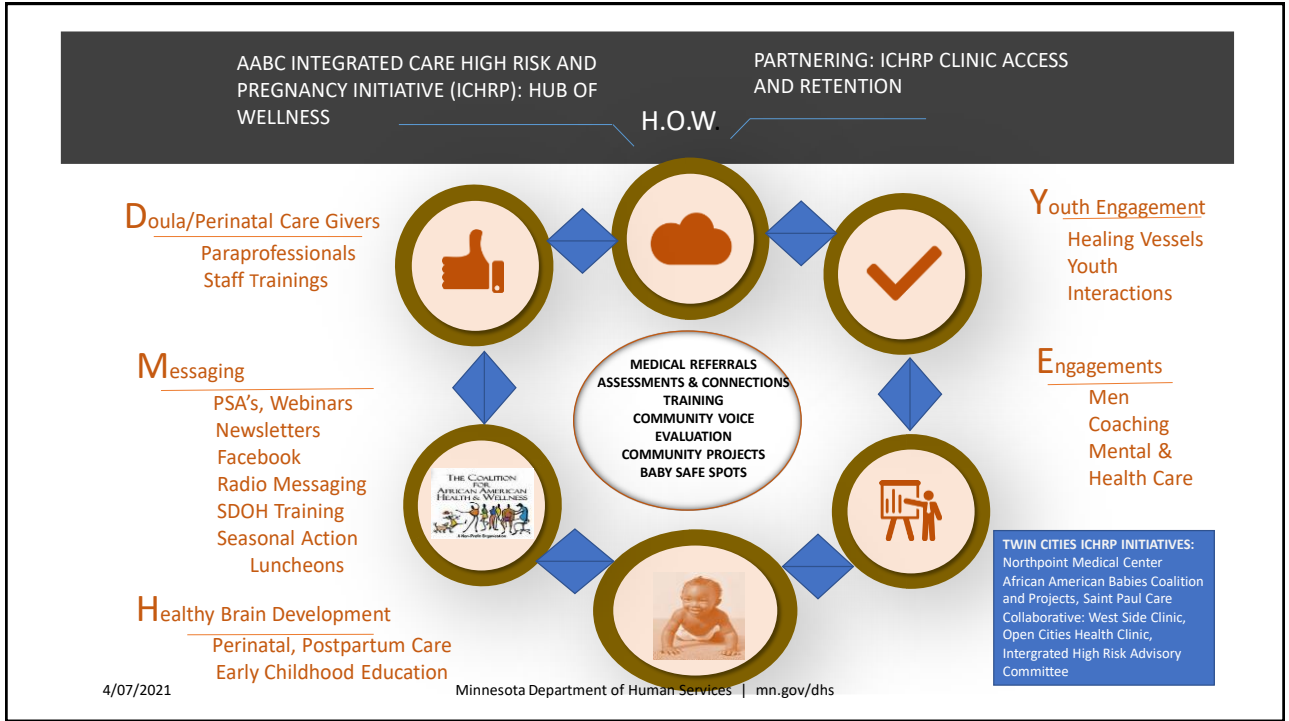 AABC INTEGRATED CARE HIGH RISK AND
PREGNANCY INITIATIVE (ICHRP): HUB OF
WELLNESS
PARTNERING: ICHRP CLINIC ACCESS
AND RETENTION
H.O.W.
Doula/Perinatal Care Givers
Paraprofessionals
Staff Trainings
Messaging
PSA’s, Webinars
Newsletters
Facebook
Radio Messaging
SDOH Training
Seasonal Action
Luncheons
Healthy Brain Development
Perinatal, Postpartum Care
Early Childhood Education
MEDICAL REFERRALS
ASSESSMENTS & CONNECTIONS
TRAINING
COMMUNITY VOICE
EVALUATION
COMMUNITY PROJECTS
BABY SAFE SPOTS
THE COALITION
FOR
AFRICAN AMERICAN
HEALTH & WELLNESS
A Non-Profit Organization
Youth Engagement
Healing Vessels
Youth
Interactions
Engagements
Men
Coaching
Mental &
Health Care
TWIN CITIES ICHRP INITIATIVES:
Northpoint Medical Center
African American Babies Coalition
and Projects, Saint Paul Care
Collaborative: West Side Clinic,
Open Cities Health Clinic,
Intergrated High Risk Advisory
Committee
4/07/2021
Minnesota Department of Human Services | mn.gov/dhs